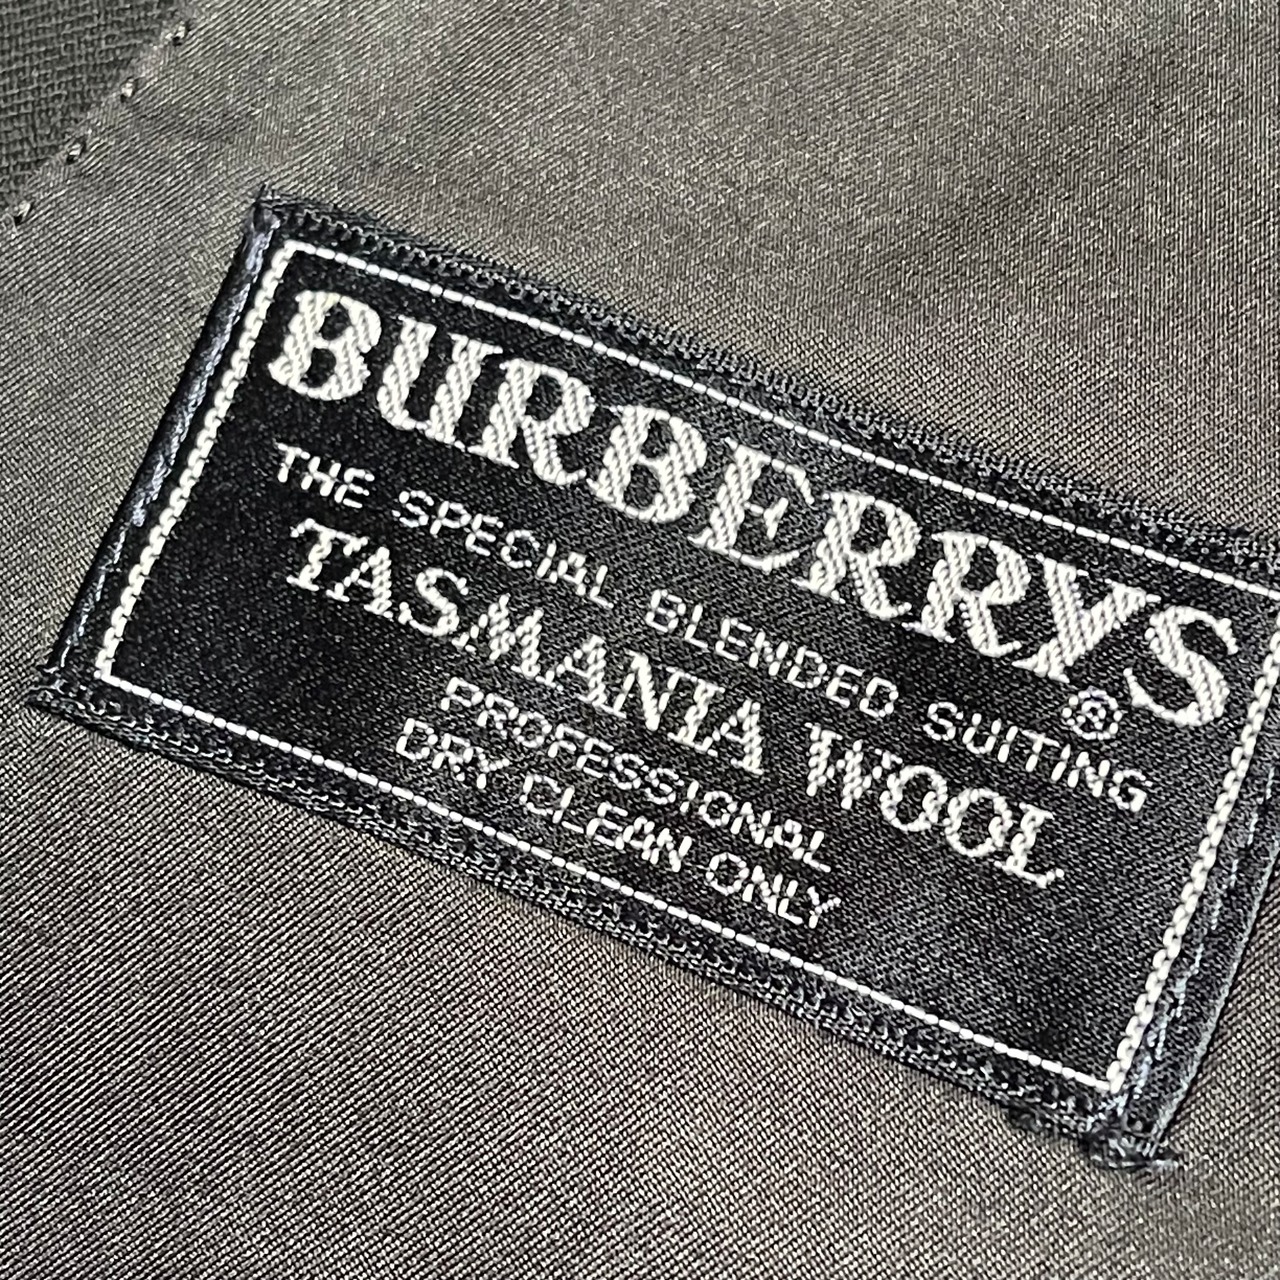 BURBERRYS®
THE SPECIAL BLENDED SUITING
TASMANIA WOOL
PROFESSIONAL
DRY CLEAN ONLY